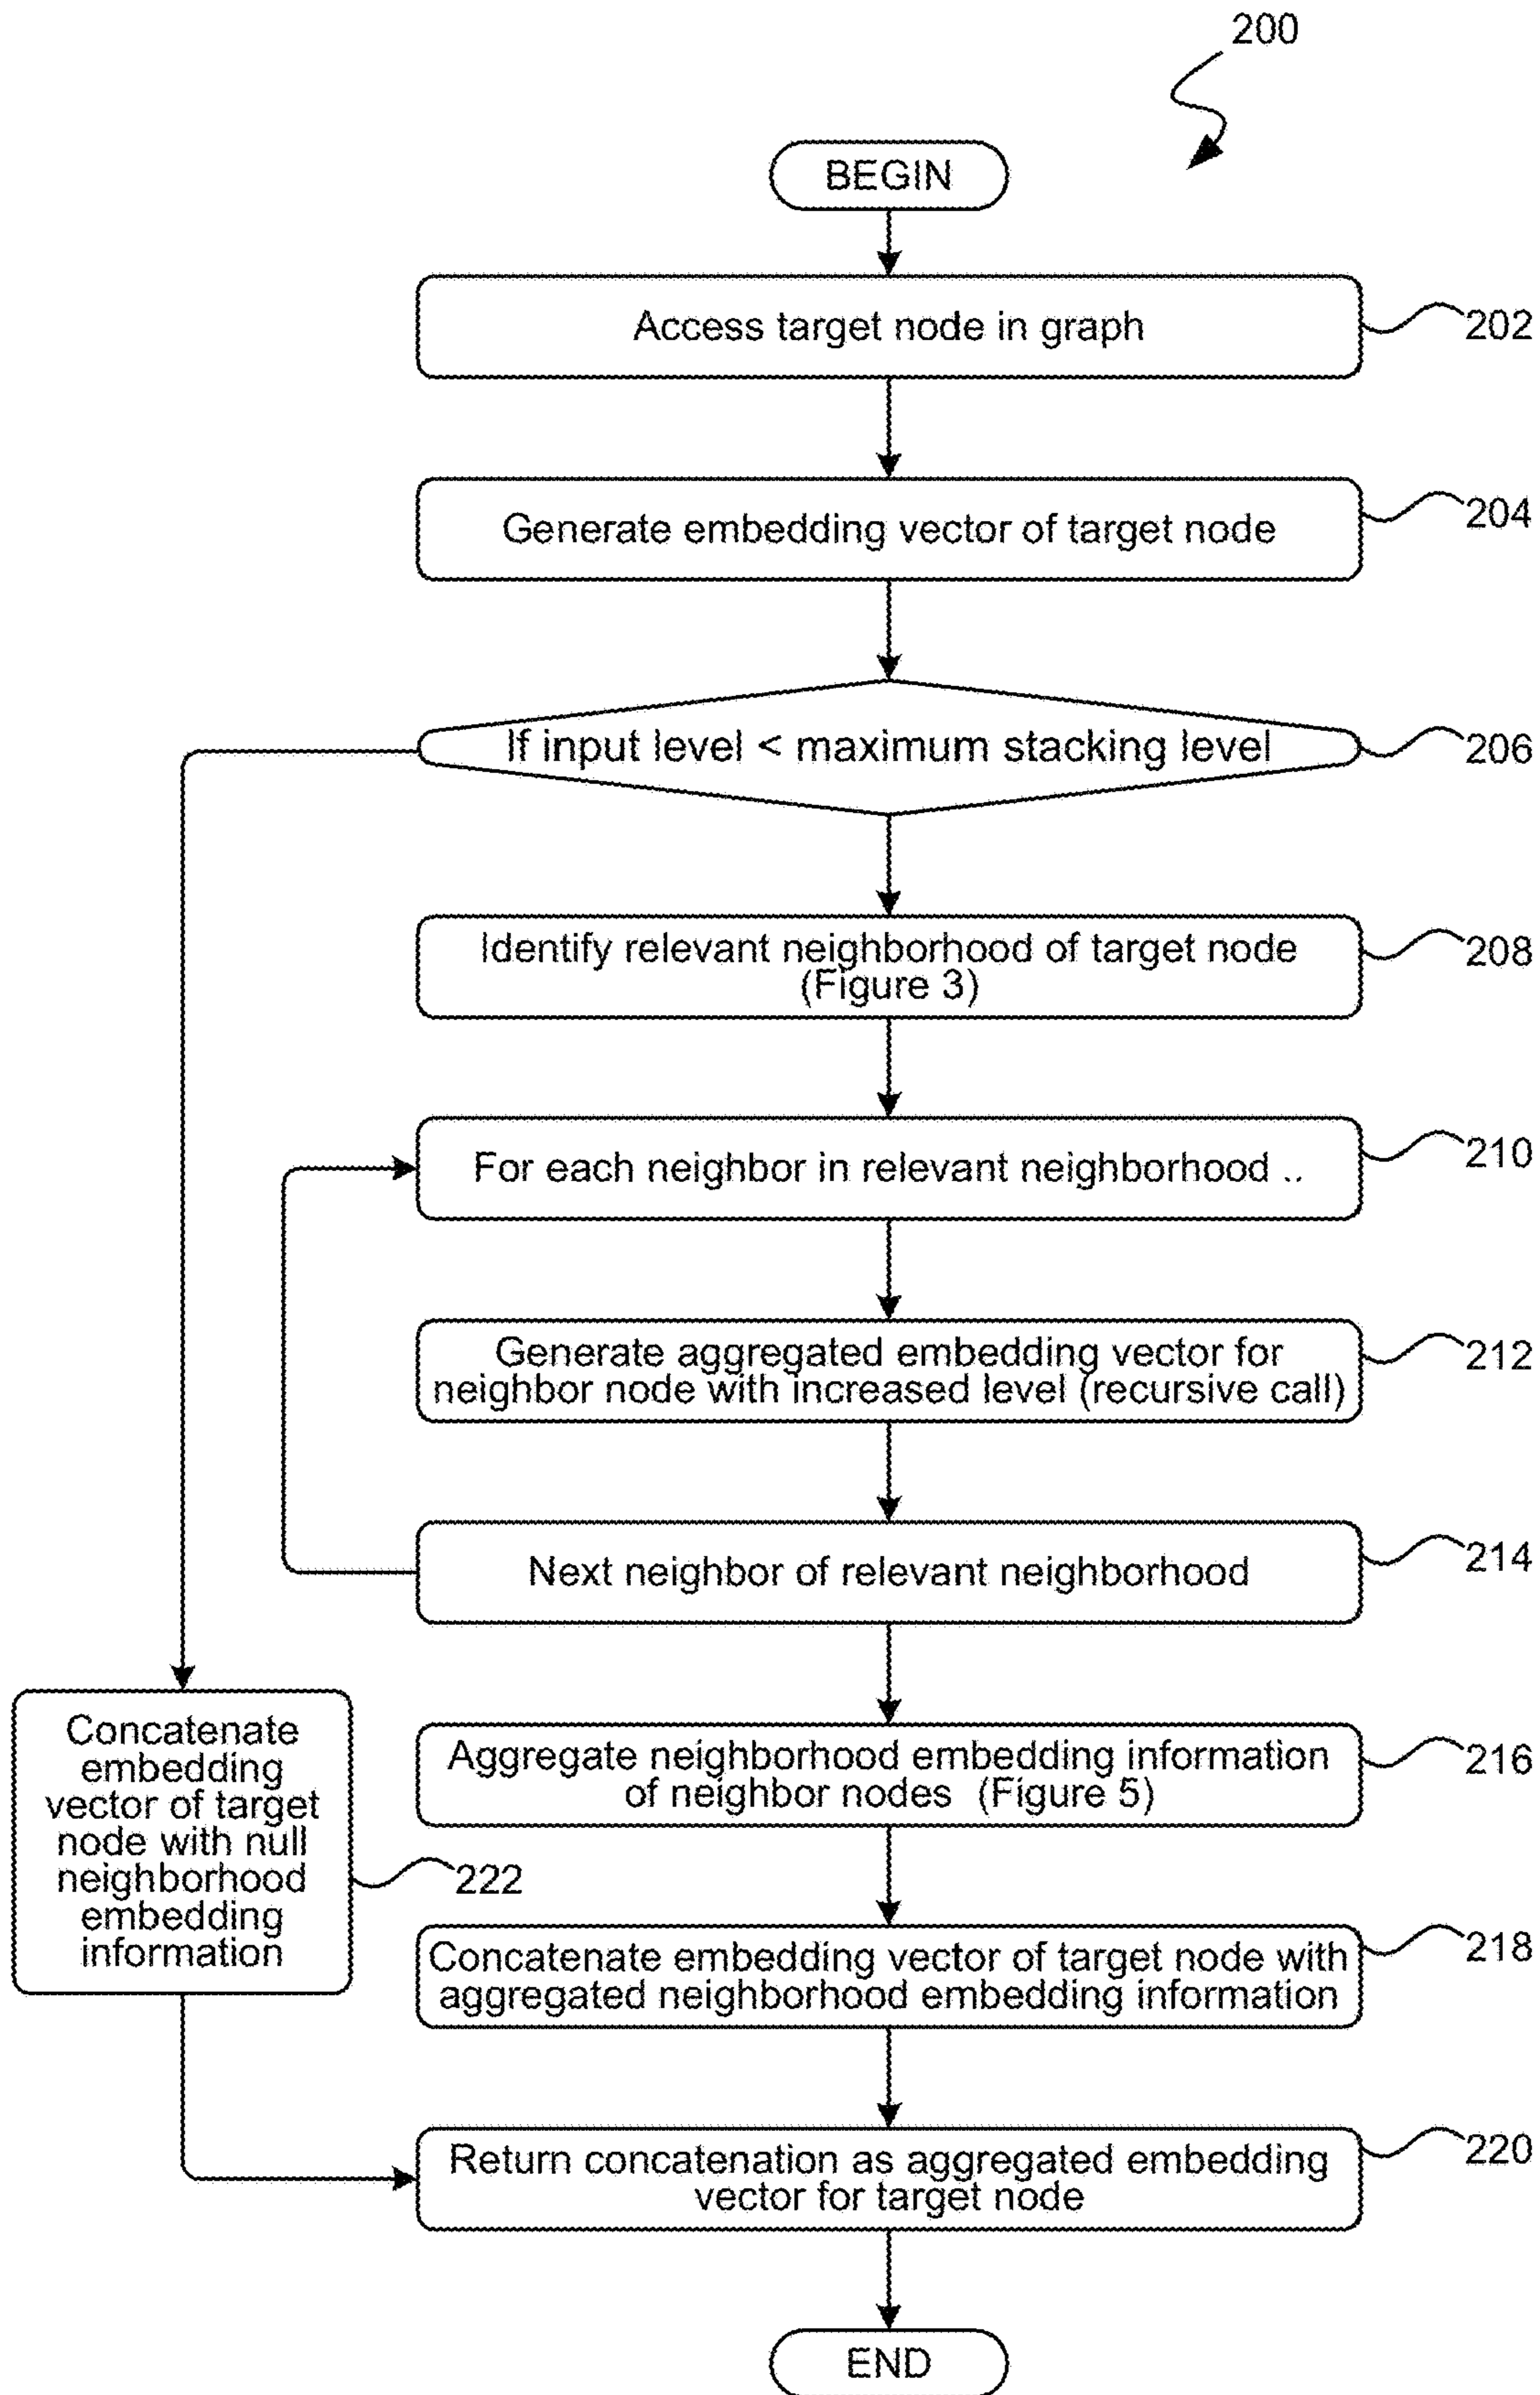 200
BEGIN
Access target node in graph
202
Generate embedding vector of target node
204
If input level < maximum stacking level
206
Identify relevant neighborhood of target node
(Figure 3)
208
For each neighbor in relevant neighborhood ..
210
Generate aggregated embedding vector for
neighbor node with increased level (recursive call)
212
Next neighbor of relevant neighborhood
214
Aggregate neighborhood embedding information
of neighbor nodes (Figure 5)
216
Concatenate
embedding
vector of target
node with null
neighborhood
embedding
information
222
Concatenate embedding vector of target node with
aggregated neighborhood embedding information
218
Return concatenation as aggregated embedding
vector for target node
220
END